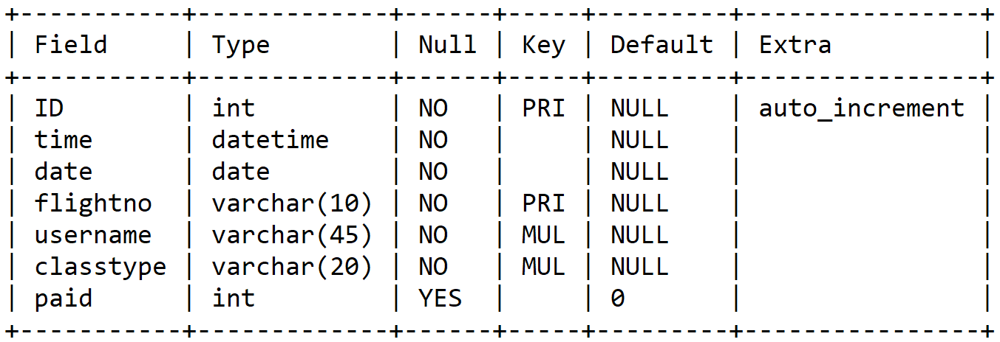 +-----------+-------------+------+-----+---------+----------------+
| Field     | Type        | Null | Key | Default | Extra          |
+-----------+-------------+------+-----+---------+----------------+
| ID        | int         | NO   | PRI | NULL    | auto_increment |
| time      | datetime    | NO   |     | NULL    |                |
| date      | date        | NO   |     | NULL    |                |
| flightno  | varchar(10) | NO   | PRI | NULL    |                |
| username  | varchar(45) | NO   | MUL | NULL    |                |
| classtype | varchar(20) | NO   | MUL | NULL    |                |
| paid      | int         | YES  |     | 0       |                |
+-----------+-------------+------+-----+---------+----------------+